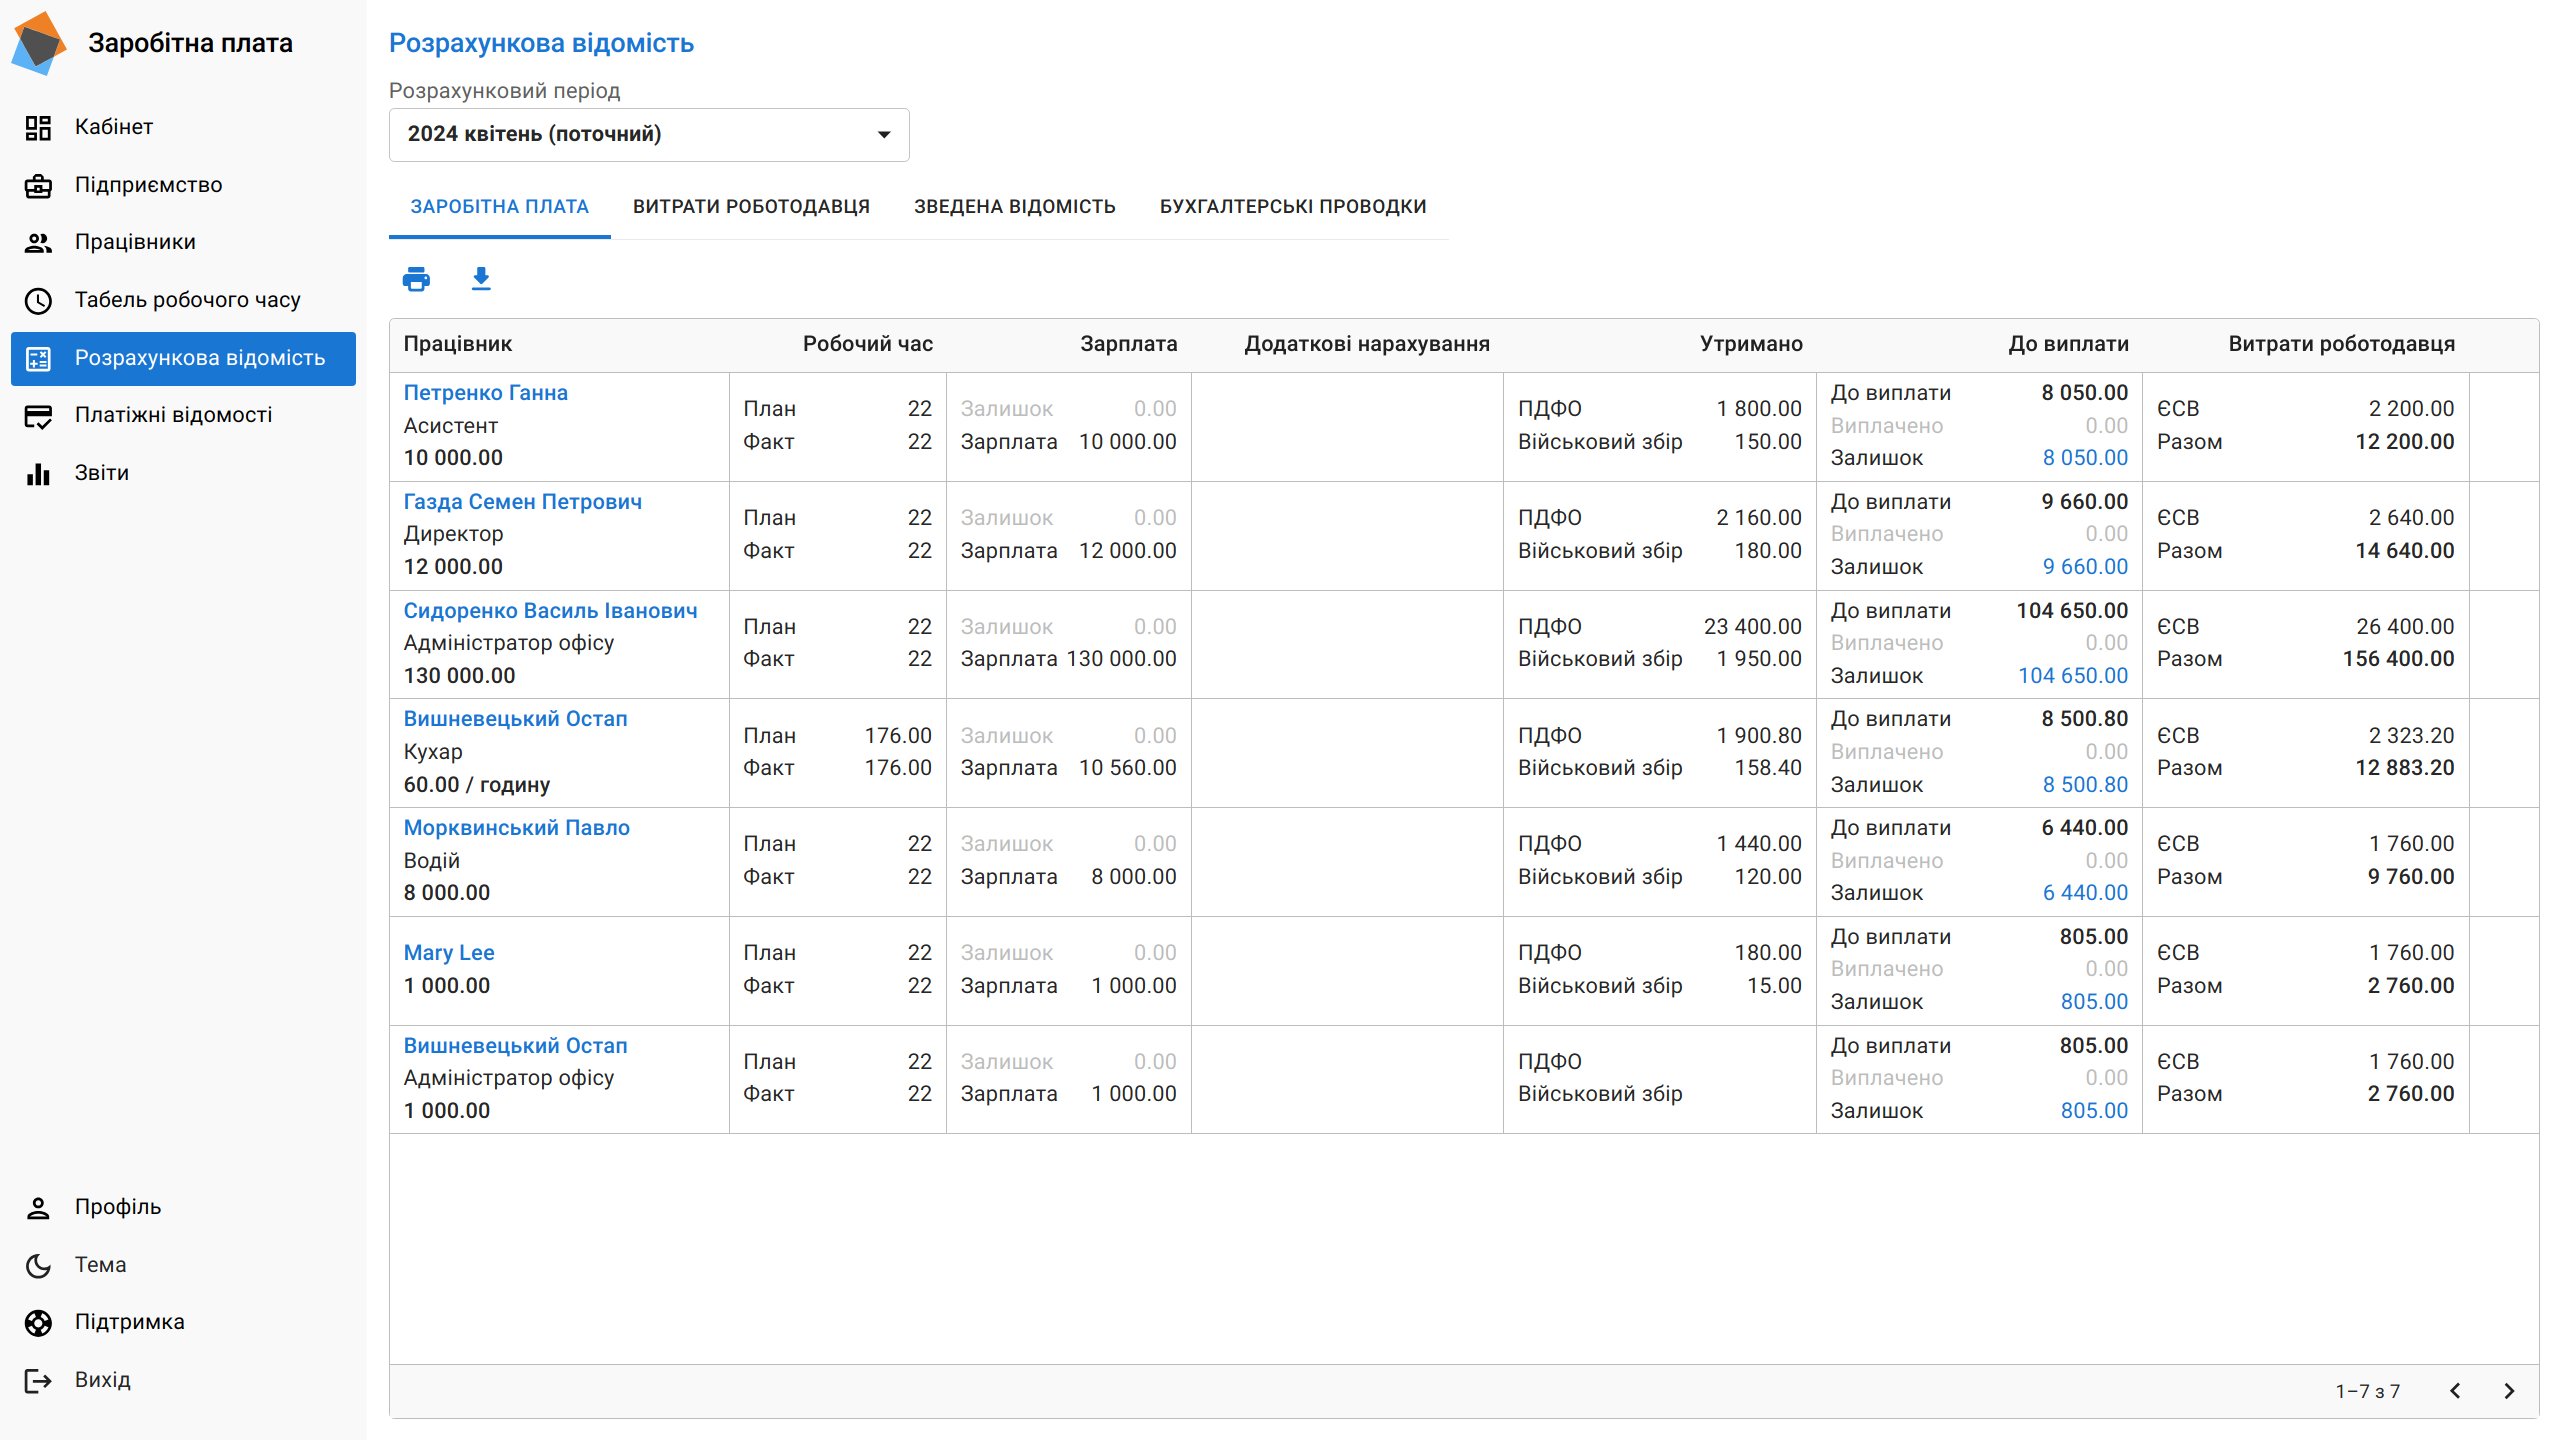 Заробітна плата
Кабінет
Підприємство
Працівники
Табель робочого часу
Розрахункова відомість
Платіжні відомості
Звіти
Профіль
Тема
Підтримка
Вихід
Розрахункова відомість
Розрахунковий період
2024 квітень (поточний)
ЗАРОБІТНА ПЛАТА ВИТРАТИ РОБОТОДАВЦЯ ЗВЕДЕНА ВІДОМІСТЬ БУХГАЛТЕРСЬКІ ПРОВОДКИ
Працівник Робочий час Зарплата Додаткові нарахування Утримано До виплати Витрати роботодавця
Петренко Ганна
Асистент
10 000.00
План 22
Факт 22
Залишок 0.00
Зарплата 10 000.00
ПДФО 1 800.00
Військовий збір 150.00
До виплати 8 050.00
Виплачено 0.00
Залишок 8 050.00
ЄСВ 2 200.00
Разом 12 200.00
Газда Семен Петрович
Директор
12 000.00
План 22
Факт 22
Залишок 0.00
Зарплата 12 000.00
ПДФО 2 160.00
Військовий збір 180.00
До виплати 9 660.00
Виплачено 0.00
Залишок 9 660.00
ЄСВ 2 640.00
Разом 14 640.00
Сидоренко Василь Іванович
Адміністратор офісу
130 000.00
План 22
Факт 22
Залишок 0.00
Зарплата 130 000.00
ПДФО 23 400.00
Військовий збір 1 950.00
До виплати 104 650.00
Виплачено 0.00
Залишок 104 650.00
ЄСВ 26 400.00
Разом 156 400.00
Вишневецький Остап
Кухар
60.00 / годину
План 176.00
Факт 176.00
Залишок 0.00
Зарплата 10 560.00
ПДФО 1 900.80
Військовий збір 158.40
До виплати 8 500.80
Виплачено 0.00
Залишок 8 500.80
ЄСВ 2 323.20
Разом 12 883.20
Морквинський Павло
Водій
8 000.00
План 22
Факт 22
Залишок 0.00
Зарплата 8 000.00
ПДФО 1 440.00
Військовий збір 120.00
До виплати 6 440.00
Виплачено 0.00
Залишок 6 440.00
ЄСВ 1 760.00
Разом 9 760.00
Mary Lee
1 000.00
План 22
Факт 22
Залишок 0.00
Зарплата 1 000.00
ПДФО 180.00
Військовий збір 15.00
До виплати 805.00
Виплачено 0.00
Залишок 805.00
ЄСВ 1 760.00
Разом 2 760.00
Вишневецький Остап
Адміністратор офісу
1 000.00
План 22
Факт 22
Залишок 0.00
Зарплата 1 000.00
ПДФО
Військовий збір
До виплати 805.00
Виплачено 0.00
Залишок 805.00
ЄСВ 1 760.00
Разом 2 760.00
1–7 з 7